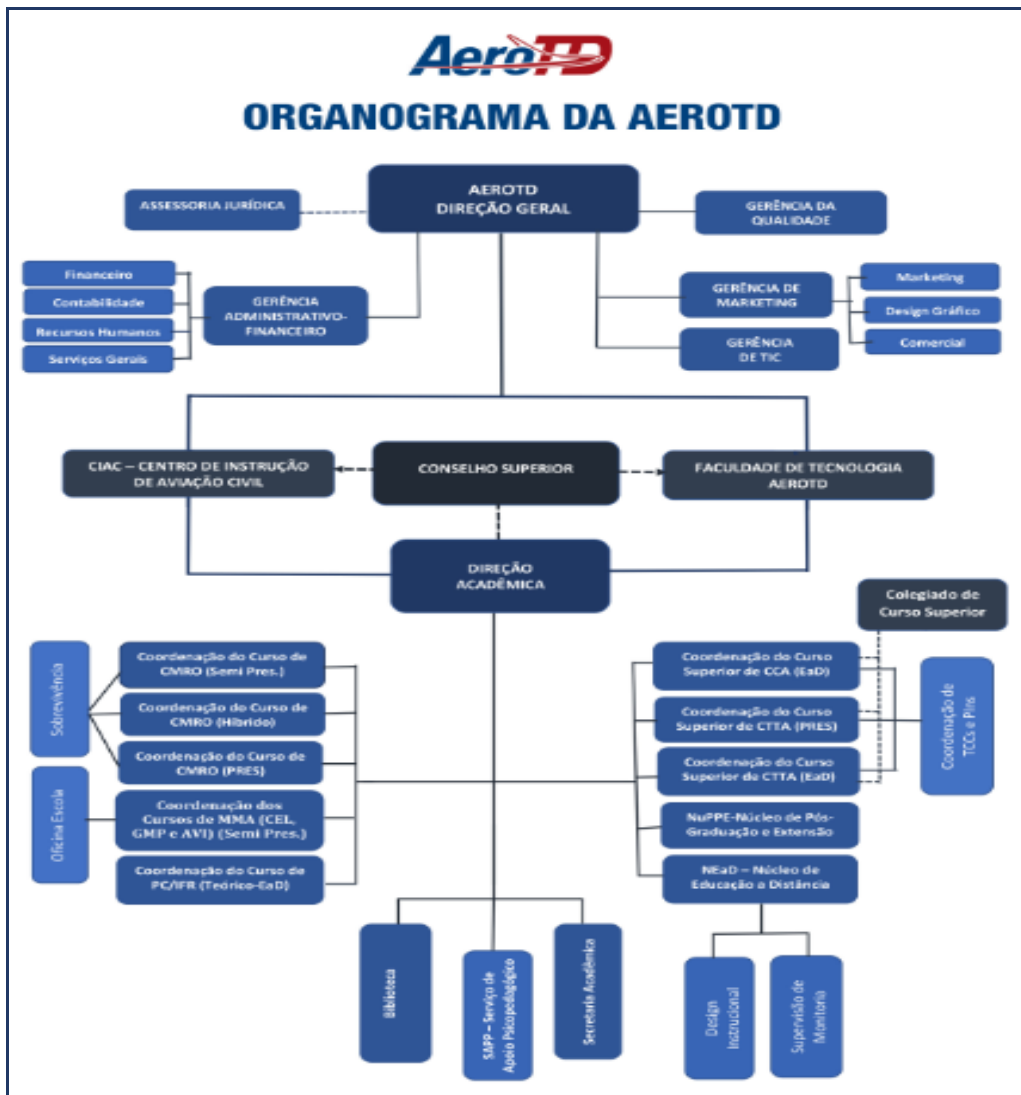 AeroTD
ORGANOGRAMA DA AEROTD
AEROTD
DIREÇÃO GERAL
ASSESSORIA JURÍDICA
GERÊNCIA DA
QUALIDADE
Financeiro
Contabilidade
Recursos Humanos
Serviços Gerais
GERÊNCIA
ADMINISTRATIVO-
FINANCEIRO
GERÊNCIA DE
MARKETING
Marketing
Design Gráfico
Comercial
GERÊNCIA
DE TIC
CIAC – CENTRO DE INSTRUÇÃO
DE AVIAÇÃO CIVIL
CONSELHO SUPERIOR
FACULDADE DE TECNOLOGIA
AEROTD
DIREÇÃO
ACADÊMICA
Colegiado de
Curso Superior
Sobrevivência
Coordenação do Curso de
CMRO (Semi Pres.)
Coordenação do Curso de
CMRO (Híbrido)
Coordenação do Curso de
CMRO (PRES)
Oficina Escola
Coordenação dos
Cursos de MMA (CEL,
GMP e AVI) (Semi Pres.)
Coordenação do Curso de
PC/IFR (Teórico-EaD)
Coordenação do Curso
Superior de CCA (EaD)
Coordenação do Curso
Superior de CTTA (PRES)
Coordenação do Curso
Superior de CTTA (EaD)
Coordenação de
TCCs e Pins
NuPPE-Núcleo de Pós-
Graduação e Extensão
NEaD – Núcleo de
Educação a Distância
Biblioteca
SAPP – Serviço de
Apoio Psicopedagógico
Secretaria Acadêmica
Design
Instrucional
Supervisão de
Monitoria